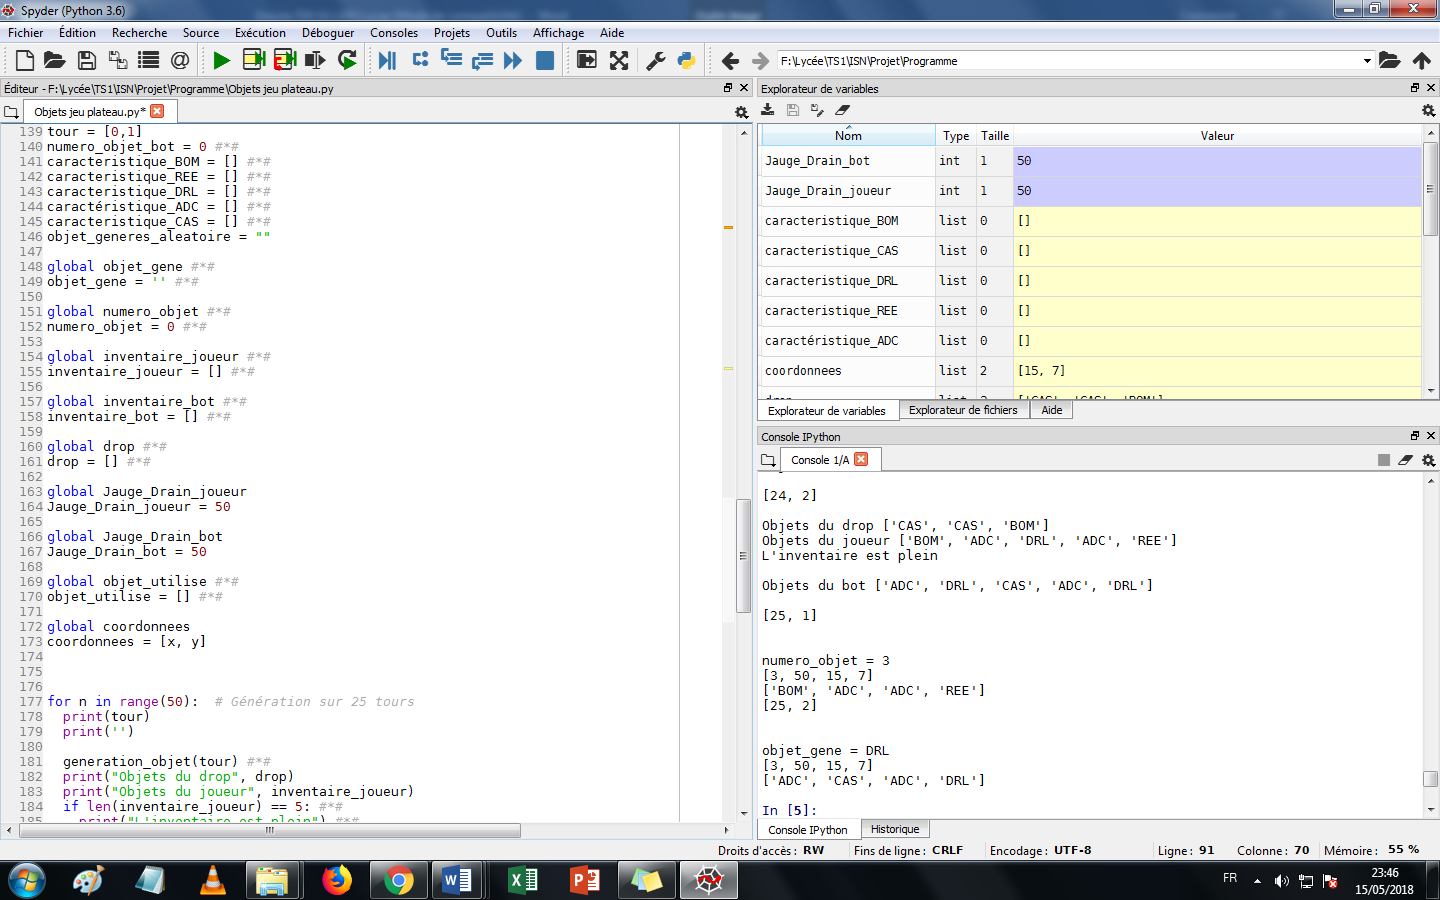 Spyder (Python 3.6)
Fichier Édition Recherche Source Exécution Déboguer Consoles Projets Outils Affichage Aide
F:\Lycée\TS1\ISN\Projet\Programme
Éditeur - F:\Lycée\TS1\ISN\Projet\Programme\Objets jeu plateau.py
Objets jeu plateau.py*
139 tour = [0,1]
140 numero_objet_bot = 0 #*#
141 caracteristique_BOM = [] #*#
142 caracteristique_REE = [] #*#
143 caracteristique_DRL = [] #*#
144 caractéristique_ADC = [] #*#
145 caracteristique_CAS = [] #*#
146 objet_generes_aleatoire = ""
147
148 global objet_gene #*#
149 objet_gene = '' #*#
150
151 global numero_objet #*#
152 numero_objet = 0 #*#
153
154 global inventaire_joueur #*#
155 inventaire_joueur = [] #*#
156
157 global inventaire_bot #*#
158 inventaire_bot = [] #*#
159
160 global drop #*#
161 drop = [] #*#
162
163 global Jauge_Drain_joueur
164 Jauge_Drain_joueur = 50
165
166 global Jauge_Drain_bot
167 Jauge_Drain_bot = 50
168
169 global objet_utilise #*#
170 objet_utilise = [] #*#
171
172 global coordonnees
173 coordonnees = [x, y]
174
175
176
177 for n in range(50):  # Génération sur 25 tours
178   print(tour)
179   print('')
180
181   generation_objet(tour) #*#
182   print("Objets du drop", drop)
183   print("Objets du joueur", inventaire_joueur)
184   if len(inventaire_joueur) == 5: #*#
185     print("L'inventaire est plein") #*#
Explorateur de variables
Nom Type Taille Valeur
Jauge_Drain_bot int 1 50
Jauge_Drain_joueur int 1 50
caracteristique_BOM list 0 []
caracteristique_CAS list 0 []
caracteristique_DRL list 0 []
caracteristique_REE list 0 []
caractéristique_ADC list 0 []
coordonnees list 2 [15, 7]
drop list 3 ['CAS', 'CAS', 'BOM']
Explorateur de variables Explorateur de fichiers Aide
Console IPython
Console 1/A
[24, 2]
Objets du drop ['CAS', 'CAS', 'BOM']
Objets du joueur ['BOM', 'ADC', 'DRL', 'ADC', 'REE']
L'inventaire est plein
Objets du bot ['ADC', 'DRL', 'CAS', 'ADC', 'DRL']
[25, 1]
numero_objet = 3
[3, 50, 15, 7]
['BOM', 'ADC', 'ADC', 'REE']
[25, 2]
objet_gene = DRL
[3, 50, 15, 7]
['ADC', 'CAS', 'ADC', 'DRL']
In [5]:
Console IPython Historique
Droits d'accès : RW Fins de ligne : CRLF Encodage : UTF-8 Ligne : 91 Colonne : 70 Mémoire : 55 %
FR
23:46
15/05/2018